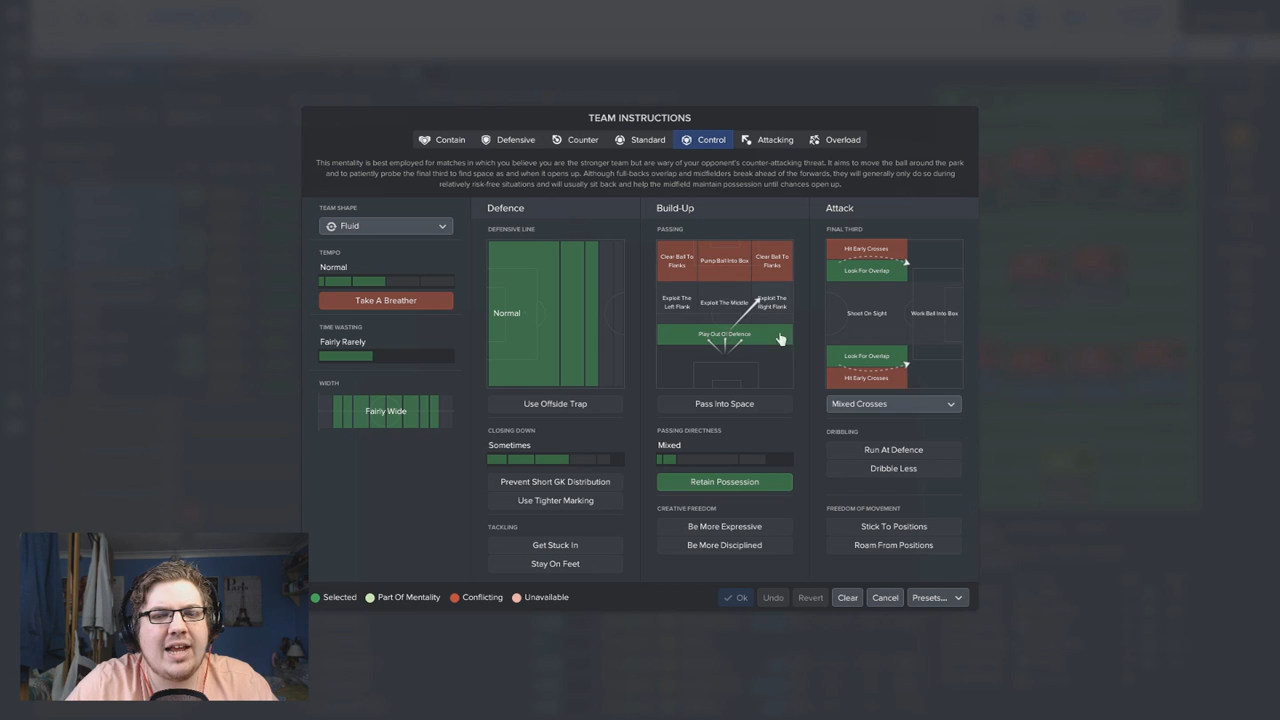 TEAM INSTRUCTIONS
Contain
Defensive
Counter
Standard
Control
Attacking
Overload
This mentality is best employed for matches in which you believe you are the stronger team but are wary of your opponent's counter-attacking threat. It aims to move the ball around the park
and to patiently probe the final third to find space as and when it opens up. Although full-backs overlap and midfielders break ahead of the forwards, they will generally only do so during
relatively risk-free situations and will usually sit back and help the midfield maintain possession until chances open up.
TEAM SHAPE
Fluid
TEMPO
Normal
Take A Breather
TIME WASTING
Fairly Rarely
WIDTH
Fairly Wide
Defence
DEFENSIVE LINE
Normal
Use Offside Trap
CLOSING DOWN
Sometimes
Prevent Short GK Distribution
Use Tighter Marking
TACKLING
Get Stuck In
Stay On Feet
Build-Up
PASSING
Clear Ball To
Flanks
Pump Ball Into Box
Clear Ball To
Flanks
Exploit The
Left Flank
Exploit The Middle
Exploit The
Right Flank
Play Out Of Defence
Pass Into Space
PASSING DIRECTNESS
Mixed
Retain Possession
CREATIVE FREEDOM
Be More Expressive
Be More Disciplined
Attack
FINAL THIRD
Hit Early Crosses
Look For Overlap
Shoot On Sight
Work Ball Into Box
Look For Overlap
Hit Early Crosses
Mixed Crosses
DRIBBLING
Run At Defence
Dribble Less
FREEDOM OF MOVEMENT
Stick To Positions
Roam From Positions
Selected
Part Of Mentality
Conflicting
Unavailable
Ok
Undo
Revert
Clear
Cancel
Presets...